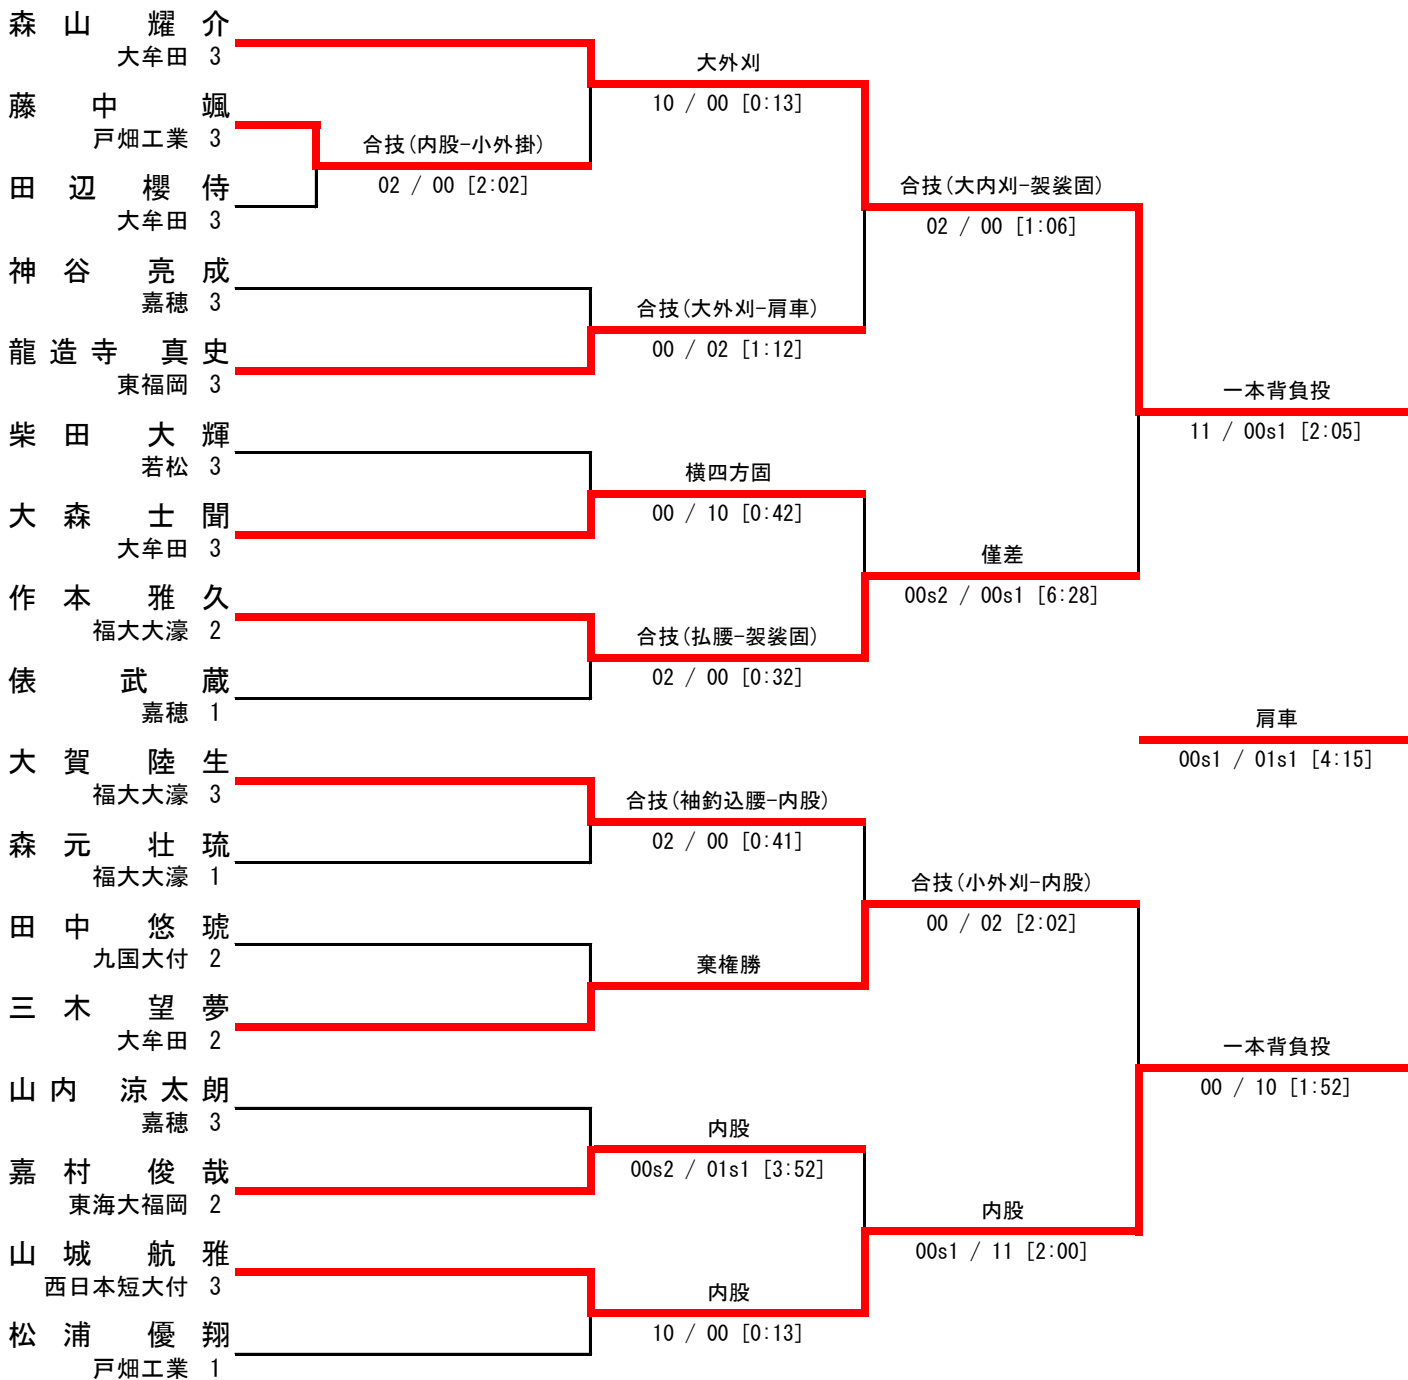 森山 耀介
大牟田 3
大外刈
10 / 00 [0:13]
藤中 颯
戸畑工業 3
合技(内股-小外掛)
02 / 00 [2:02]
田辺 櫻侍
大牟田 3
合技(大内刈-袈裟固)
02 / 00 [1:06]
神谷 亮成
嘉穂 3
合技(大外刈-肩車)
00 / 02 [1:12]
龍造寺 真史
東福岡 3
一本背負投
11 / 00s1 [2:05]
柴田 大輝
若松 3
横四方固
00 / 10 [0:42]
大森 士聞
大牟田 3
僅差
00s2 / 00s1 [6:28]
作本 雅久
福大大濠 2
合技(払腰-袈裟固)
02 / 00 [0:32]
俵 武蔵
嘉穂 1
肩車
00s1 / 01s1 [4:15]
大賀 陸生
福大大濠 3
合技(袖釣込腰-内股)
02 / 00 [0:41]
森元 壮琉
福大大濠 1
合技(小外刈-内股)
00 / 02 [2:02]
田中 悠琥
九国大付 2
棄権勝
三木 望夢
大牟田 2
一本背負投
00 / 10 [1:52]
山内 涼太朗
嘉穂 3
内股
00s2 / 01s1 [3:52]
嘉村 俊哉
東海大福岡 2
内股
00s1 / 11 [2:00]
山城 航雅
西日本短大付 3
内股
10 / 00 [0:13]
松浦 優翔
戸畑工業 1